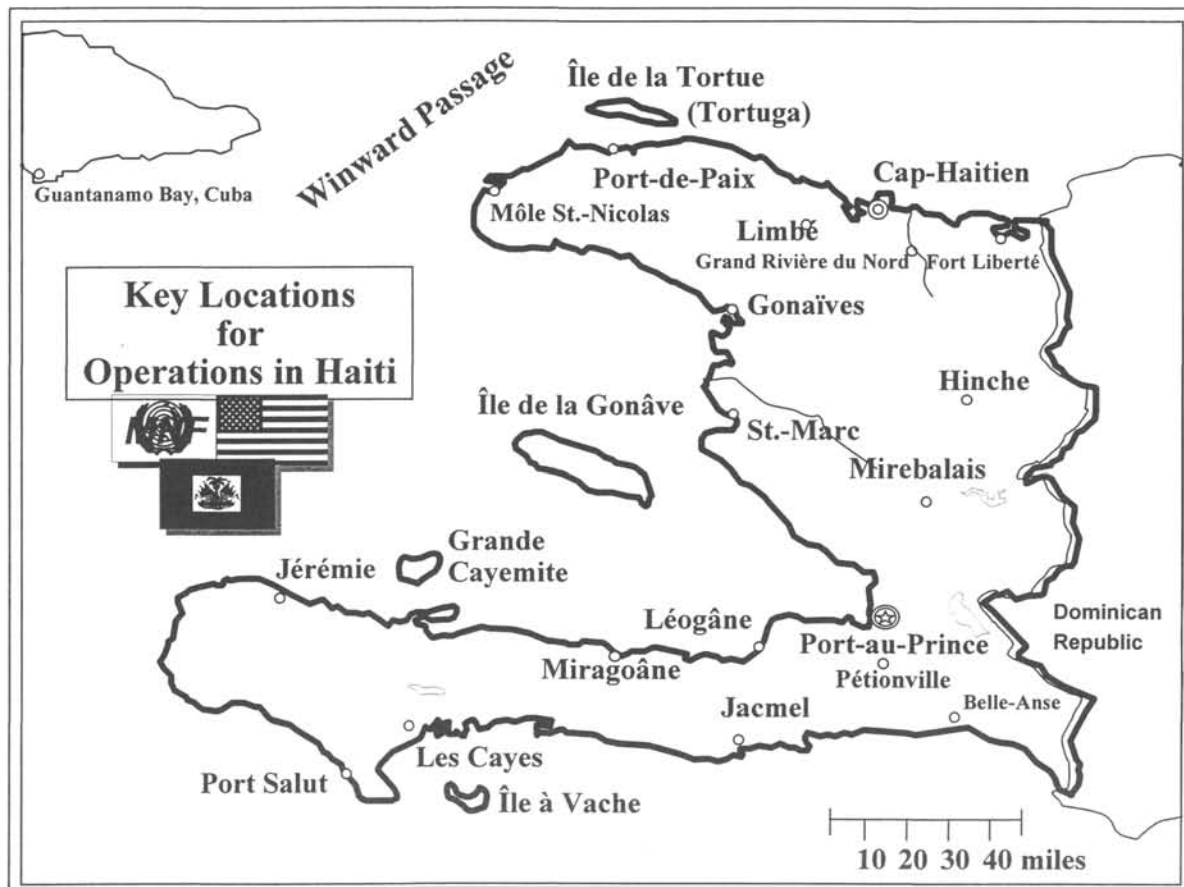 Île de la Tortue
(Tortuga)
Winward Passage
Guantanamo Bay, Cuba
Port-de-Paix
Cap-Haitien
Môle St.-Nicolas
Limbé
Grand Rivière du Nord
Fort Liberté
Key Locations
for
Operations in Haiti
MNF
Gonaïves
Hinche
Île de la Gonâve
St.-Marc
Mirebalais
Grande
Cayemite
Jérémie
Léogâne
Port-au-Prince
Dominican
Republic
Miragoâne
Pétionville
Belle-Anse
Jacmel
Les Cayes
Port Salut
Île à Vache
10 20 30 40 miles